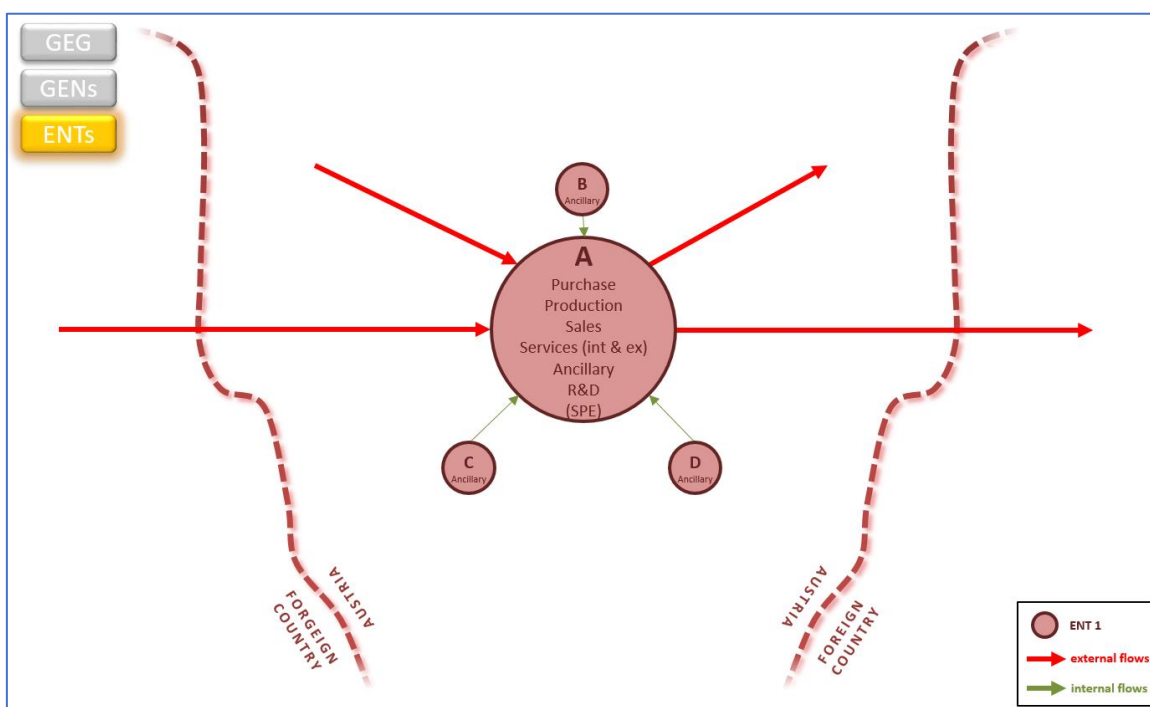 GEG
GENs
ENTs
B
Ancillary
A
Purchase
Production
Sales
Services (int & ex)
Ancillary
R&D
(SPE)
C
Ancillary
D
Ancillary
AUSTRIA
FORGEIGN
COUNTRY
AUSTRIA
FOREIGN
COUNTRY
ENT 1
external flows
internal flows